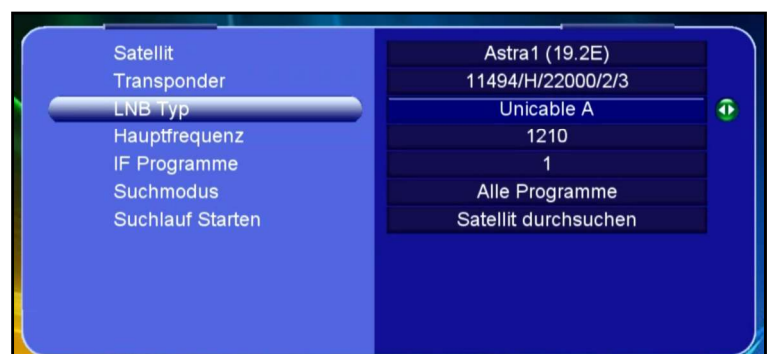 Satellit Astra1 (19.2E)
Transponder 11494/H/22000/2/3
LNB Typ Unicable A
Hauptfrequenz 1210
IF Programme 1
Suchmodus Alle Programme
Suchlauf Starten Satellit durchsuchen